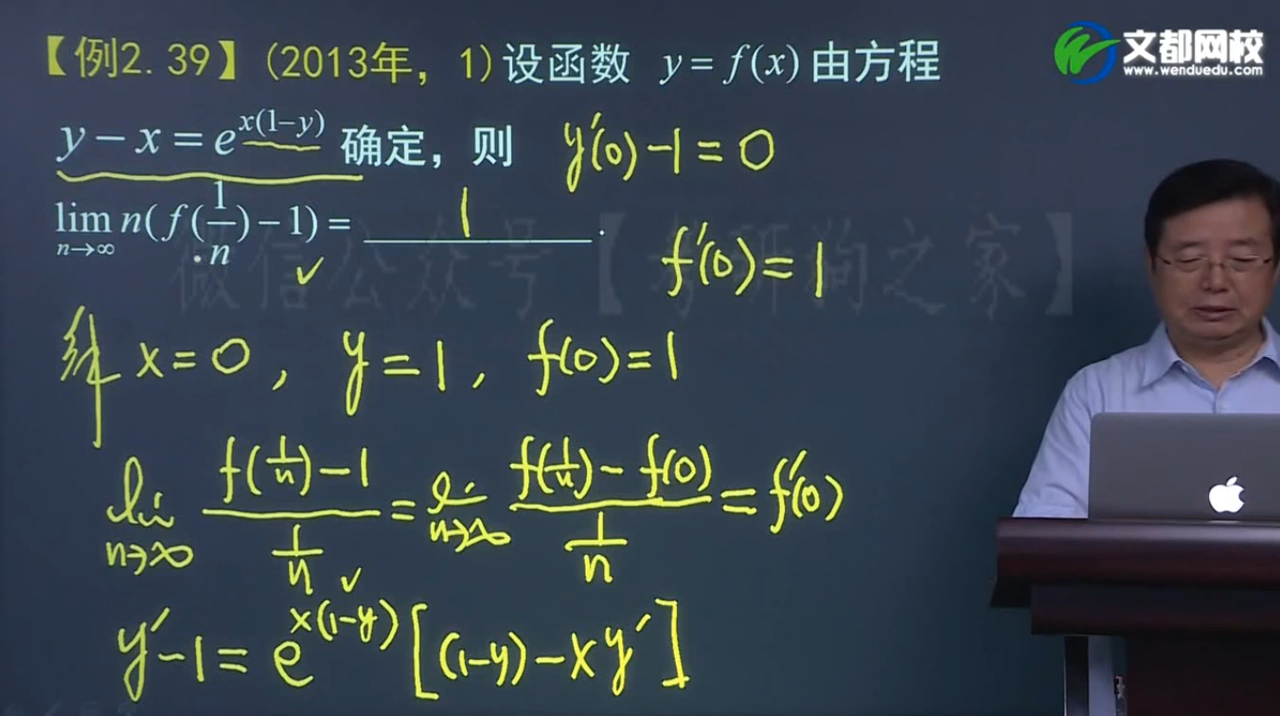 【例2.39】(2013年，1)设函数 y = f(x) 由方程
文都网校
www.wenduedu.com
y − x = e^{x(1−y)} 确定，则
y′(0)−1=0
lim_{n→∞} n( f(1/n) − 1) = 1 .
f′(0)=1
微信公众号【考研狗之家】
解 x=0, y=1, f(0)=1
lim_{n→∞} (f(1/n)−1)/(1/n) = lim_{n→∞} (f(1/n)−f(0))/(1/n) = f′(0)
y′−1= e^{x(1−y)} [(1−y)−xy′]